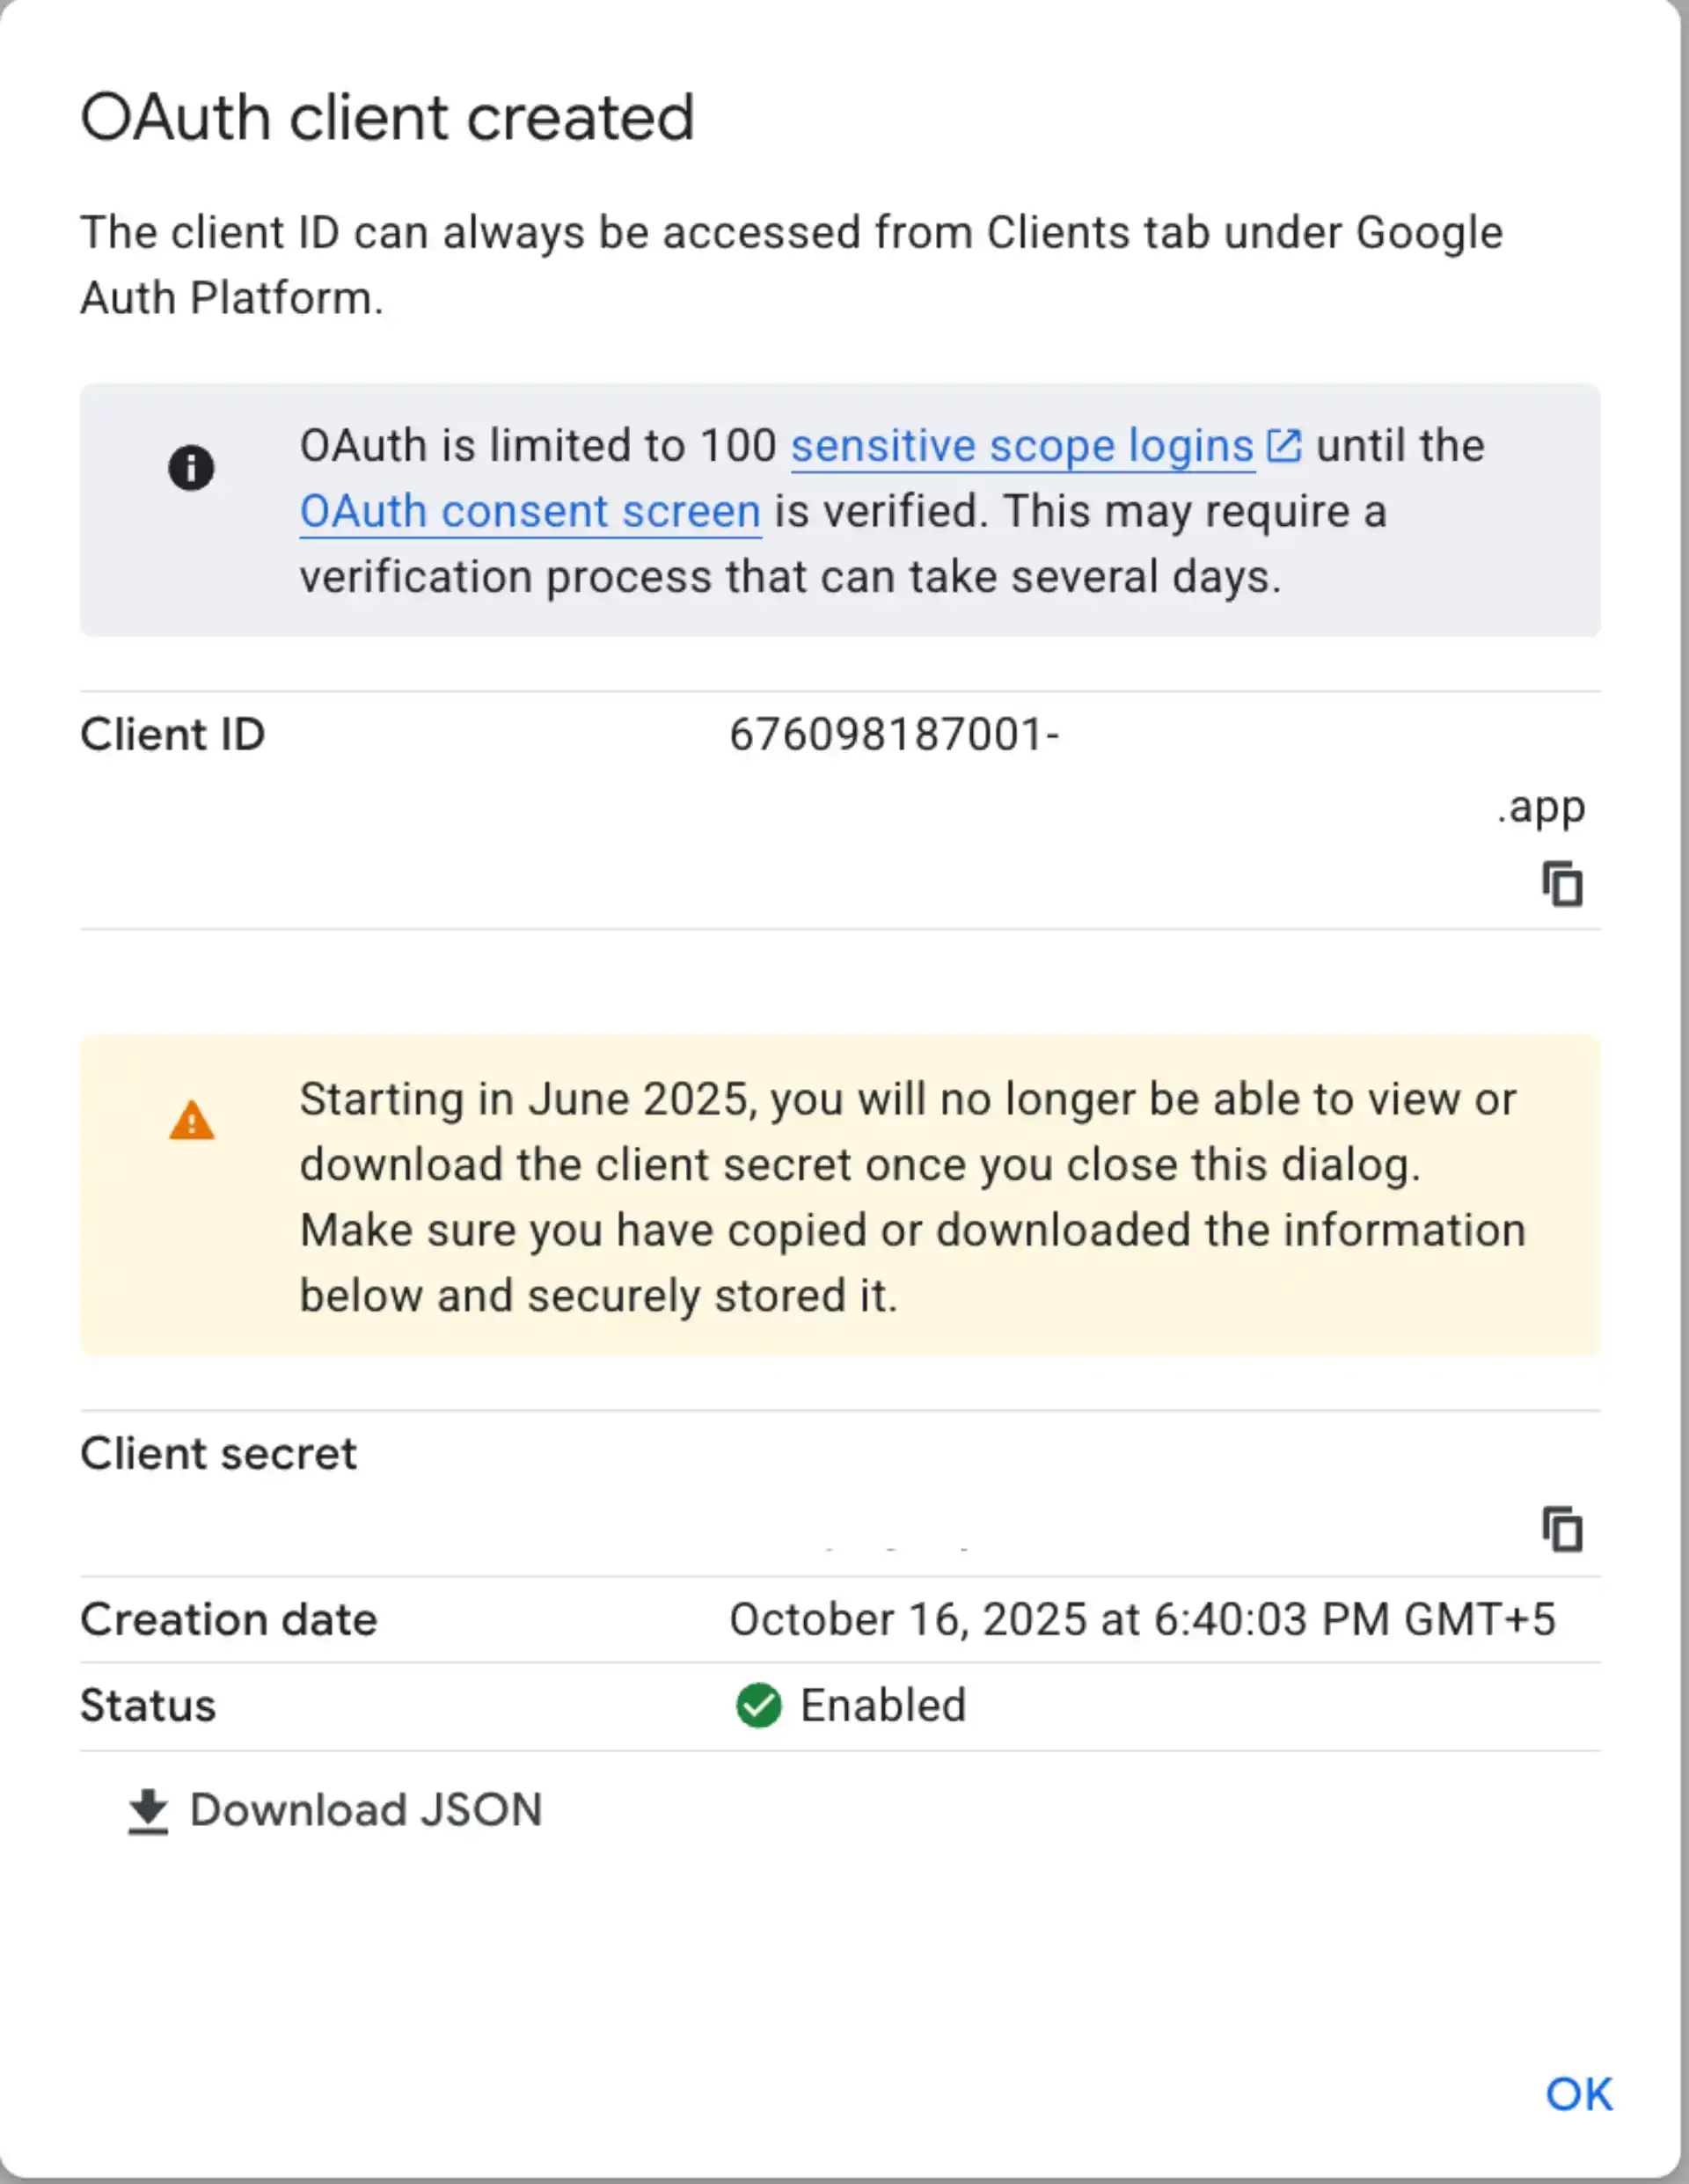 OAuth client created
The client ID can always be accessed from Clients tab under Google
Auth Platform.
OAuth is limited to 100 sensitive scope logins until the
OAuth consent screen is verified. This may require a
verification process that can take several days.
Client ID 676098187001-
.app
Starting in June 2025, you will no longer be able to view or
download the client secret once you close this dialog.
Make sure you have copied or downloaded the information
below and securely stored it.
Client secret
Creation date October 16, 2025 at 6:40:03 PM GMT+5
Status Enabled
Download JSON
OK